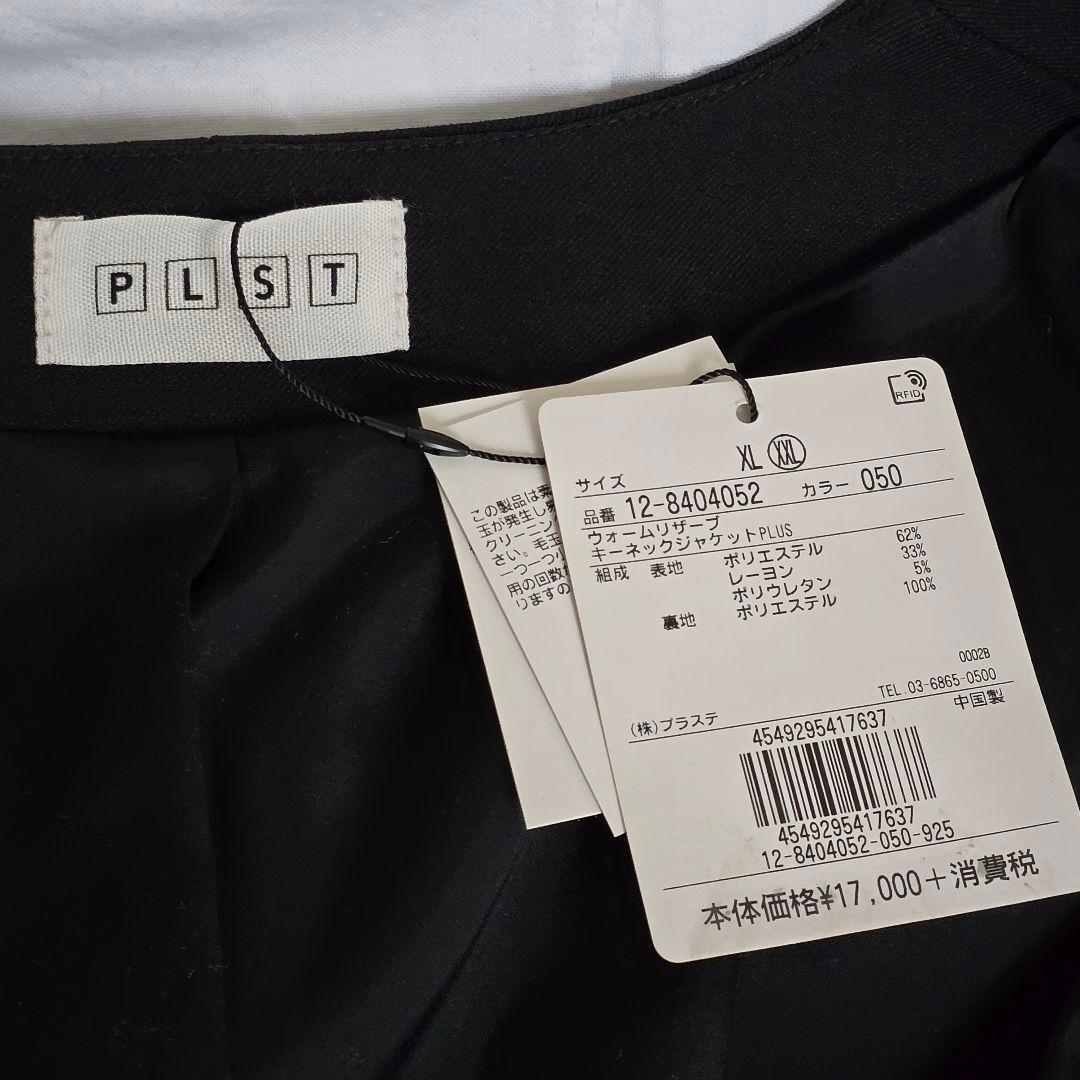 PLST
RFID
サイズ XL XXL
品番 12-8404052 カラー 050
ウォームリザーブ
キーネックジャケットPLUS
組成 表地 ポリエステル 62%
レーヨン 33%
ポリウレタン 5%
裏地 ポリエステル 100%
0002B
TEL.03-6865-0500
(株)プラステ 中国製
4549295417637
4549295417637
12-8404052-050-925
本体価格¥17,000+消費税
この製品は
玉が発生し
クリーニン
さい。毛玉
一つ一つ
用の回数
りますの